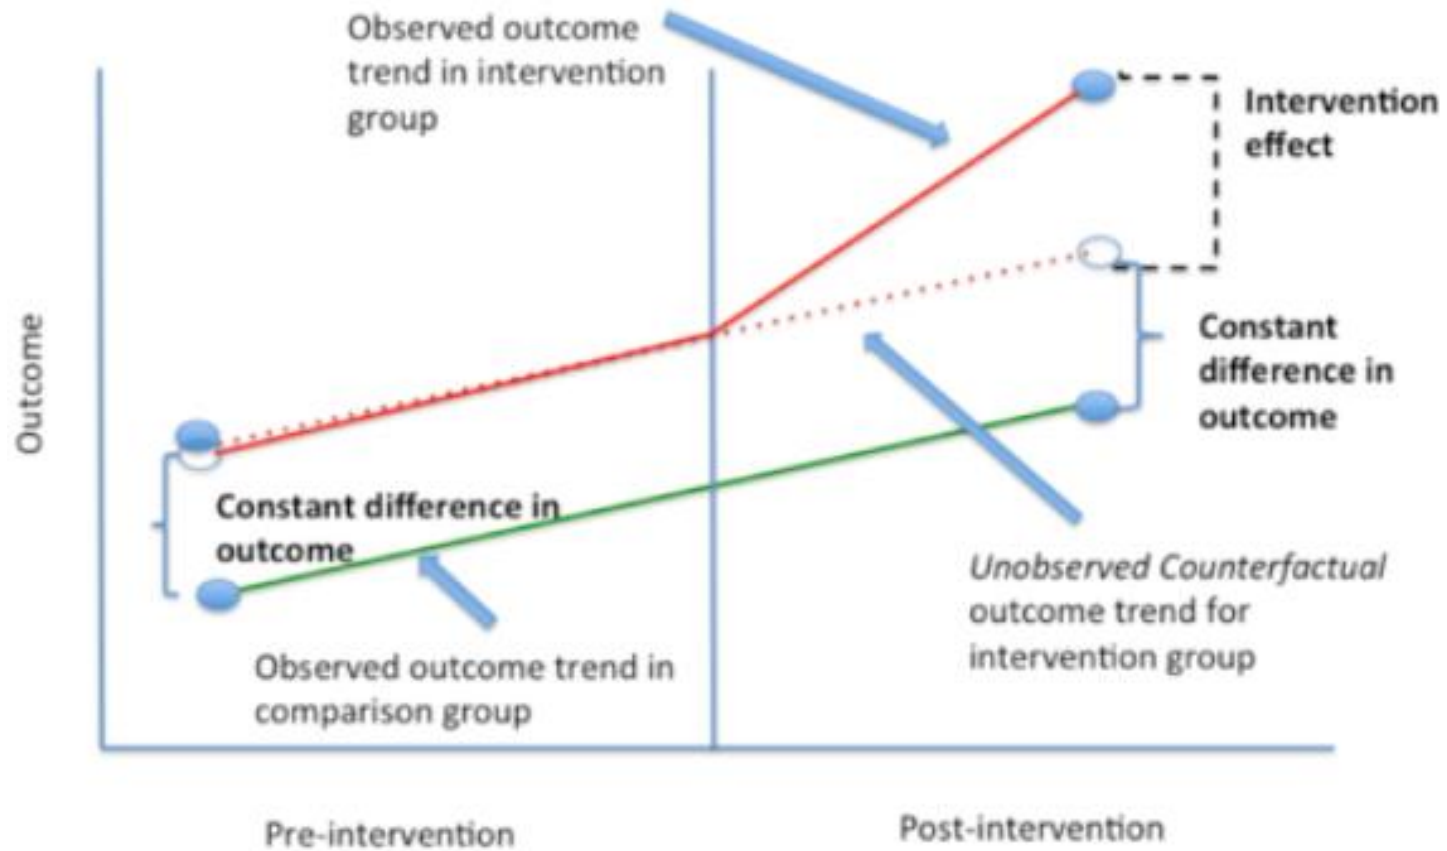 Observed outcome
trend in intervention
group
Intervention
effect
Constant
difference in
outcome
Outcome
Constant difference in
outcome
Unobserved Counterfactual
outcome trend for
intervention group
Observed outcome trend in
comparison group
Pre-intervention
Post-intervention